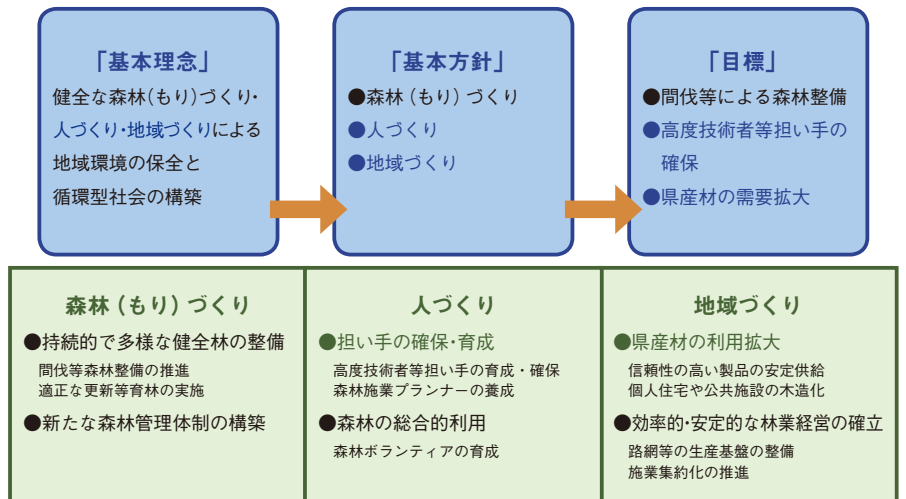 「基本理念」
健全な森林（もり）づくり・
人づくり・地域づくりによる
地域環境の保全と
循環型社会の構築
「基本方針」
●森林（もり）づくり
●人づくり
●地域づくり
「目標」
●間伐等による森林整備
●高度技術者等担い手の
確保
●県産材の需要拡大
森林（もり）づくり
●持続的で多様な健全林の整備
間伐等森林整備の推進
適正な更新等育林の実施
●新たな森林管理体制の構築
人づくり
●担い手の確保・育成
高度技術者等担い手の育成・確保
森林施業プランナーの養成
●森林の総合的利用
森林ボランティアの育成
地域づくり
●県産材の利用拡大
信頼性の高い製品の安定供給
個人住宅や公共施設の木造化
●効率的・安定的な林業経営の確立
路網等の生産基盤の整備
施業集約化の推進